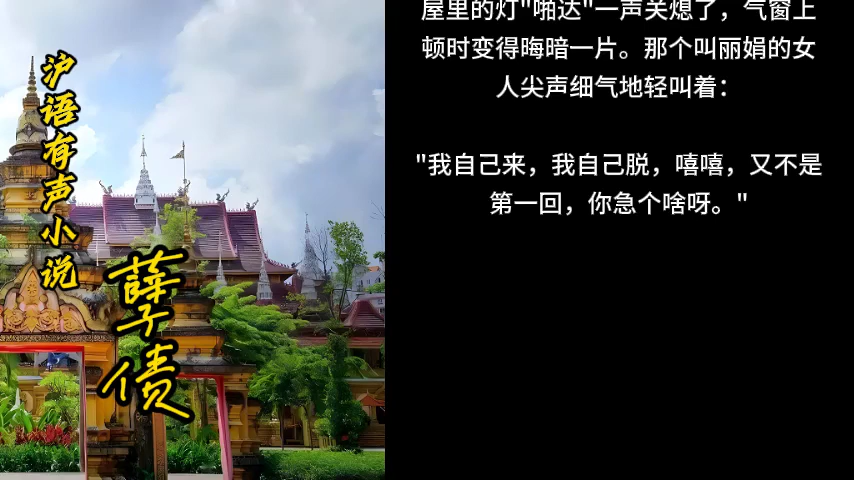 沪语有声小说
孽债
屋里的灯"啪达"一声关熄了，气窗上
顿时变得晦暗一片。那个叫丽娟的女
人尖声细气地轻叫着：
"我自己来，我自己脱，嘻嘻，又不是
第一回，你急个啥呀。"